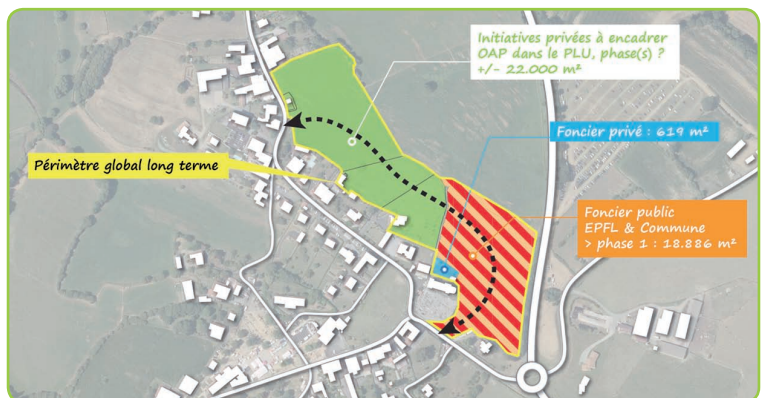 Initiatives privées à encadrer
OAP dans le PLU, phase(s) ?
+/- 22.000 m²
Foncier privé : 619 m²
Périmètre global long terme
Foncier public
EPFL & Commune
> phase 1 : 18.886 m²